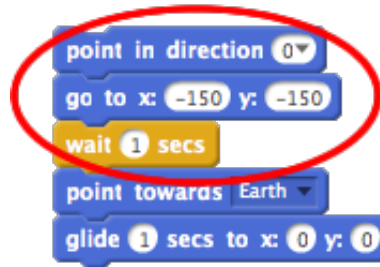 point in direction 0
go to x: -150 y: -150
wait 1 secs
point towards Earth
glide 1 secs to x: 0 y: 0